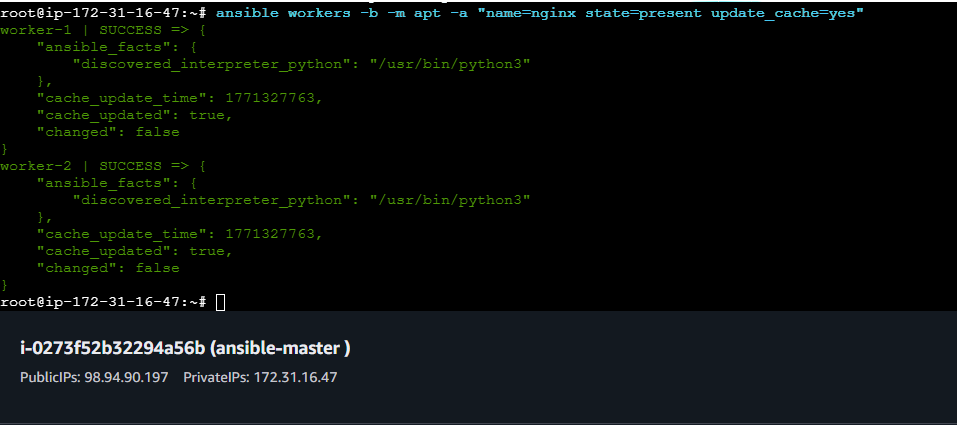 root@ip-172-31-16-47:~# ansible workers -b -m apt -a "name=nginx state=present update_cache=yes"
worker-1 | SUCCESS => {
    "ansible_facts": {
        "discovered_interpreter_python": "/usr/bin/python3"
    },
    "cache_update_time": 1771327763,
    "cache_updated": true,
    "changed": false
}
worker-2 | SUCCESS => {
    "ansible_facts": {
        "discovered_interpreter_python": "/usr/bin/python3"
    },
    "cache_update_time": 1771327763,
    "cache_updated": true,
    "changed": false
}
root@ip-172-31-16-47:~#
i-0273f52b32294a56b (ansible-master )
PublicIPs: 98.94.90.197 PrivateIPs: 172.31.16.47